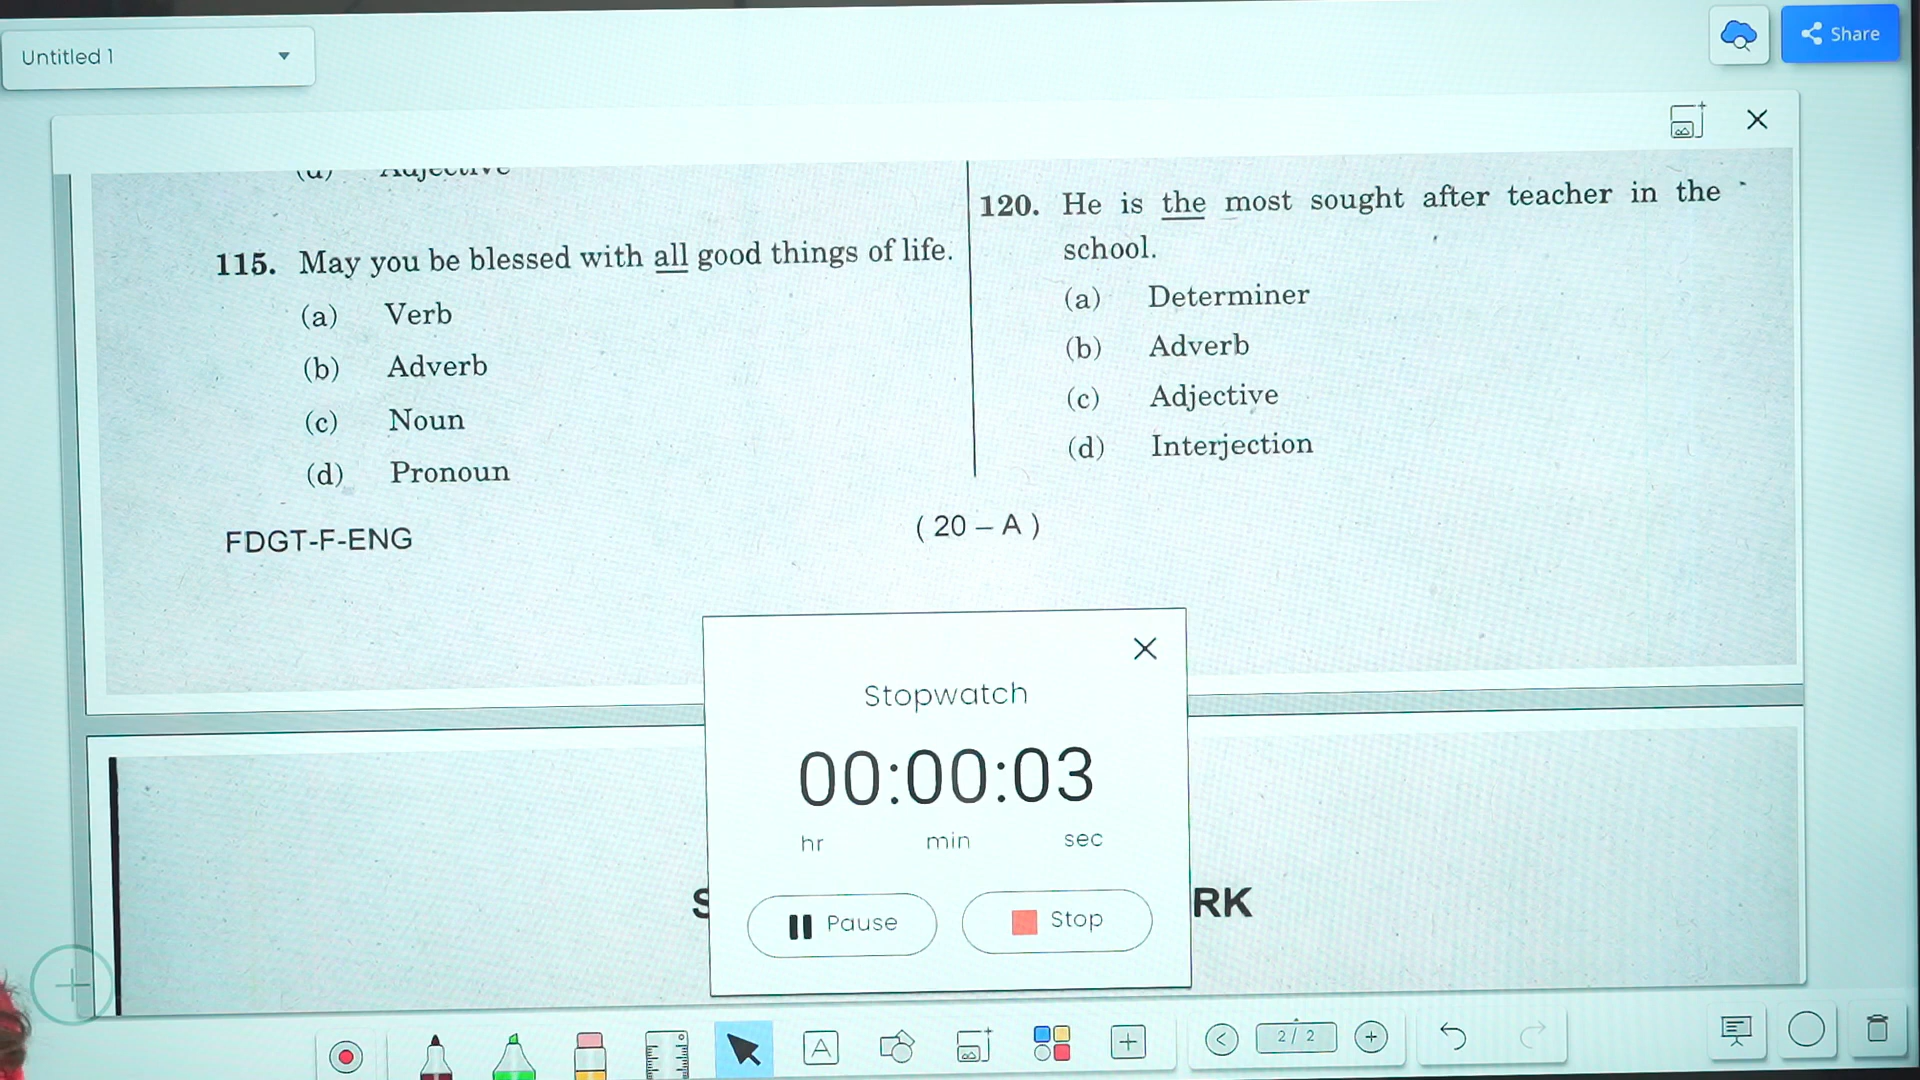 Untitled 1
Share
(d) Adjective
115. May you be blessed with all good things of life.
(a) Verb
(b) Adverb
(c) Noun
(d) Pronoun
FDGT-F-ENG
120. He is the most sought after teacher in the
school.
(a) Determiner
(b) Adverb
(c) Adjective
(d) Interjection
( 20 – A )
Stopwatch
00:00:03
hr min sec
Pause Stop
S
RK
A
2 / 2